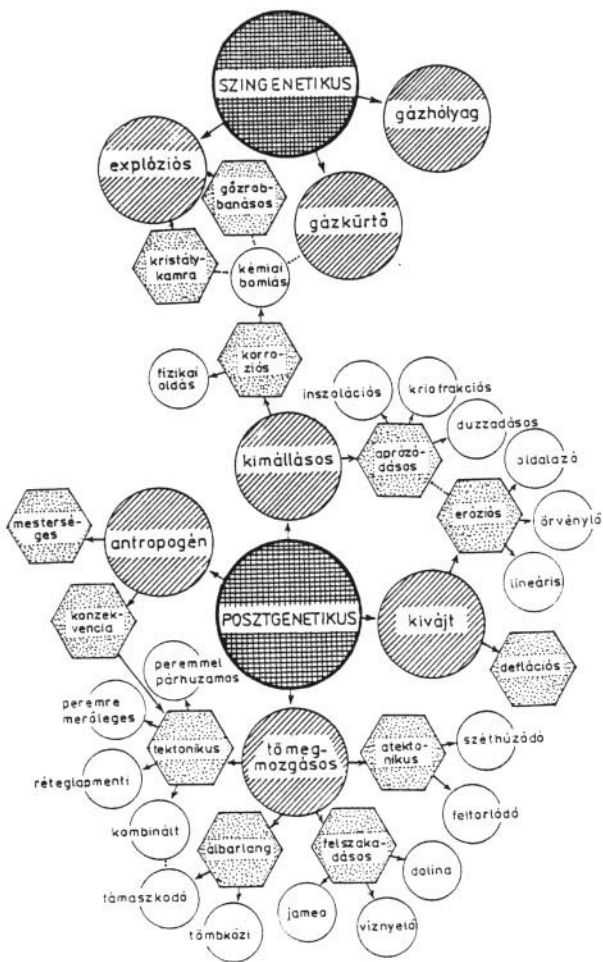 SZINGENETIKUS
gázhólyag
explóziós
gőzrob-
banásos
gázkürtő
kristály-
kamra
kémiai
bomlás
fizikai
oldás
korro-
ziós
inszolációs
kriofrakciós
duzzadásos
kimállásos
aprózó-
dásos
oldalazó
mestersé-
ges
antropogén
eróziós
örvénylő
lineáris
konzek-
vencia
POSZTGENETIKUS
kivájt
deflációs
peremmel
párhuzamos
peremre
merőleges
tektonikus
tömeg-
mozgásos
atekto-
nikus
széthúzódó
réteglapmenti
feltorlódó
kombinált
álbarlang
felszaka-
dásos
dolina
támaszkodó
jameo
víznyelő
tömbközi